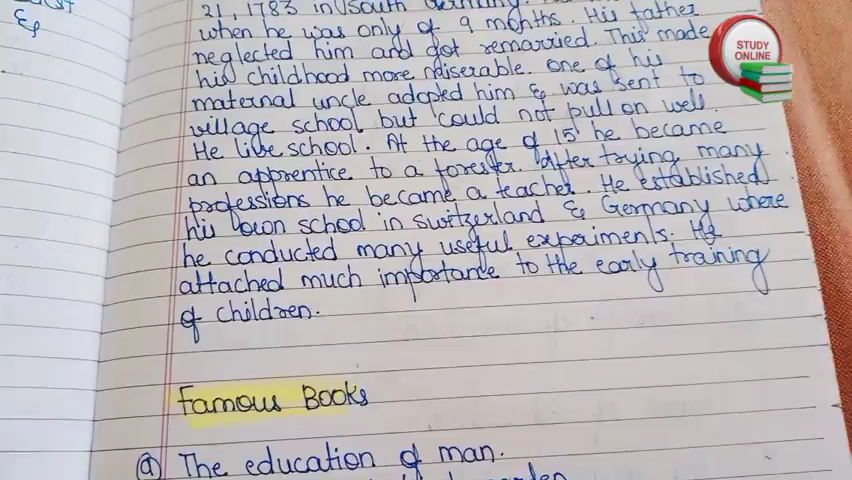 &
21, 1783 in South Germany.
when he was only of 9 months. His father
neglected him and got remarried. This made
his childhood more miserable. One of his
maternal uncle adopted him & was sent to
village school but could not pull on well.
He live school. At the age of 15 he became
an apprentice to a forester. After trying many
professions he became a teacher. He established
his own school in Switzerland & Germany where
he conducted many useful experiments. He
attached much importance to the early training
of children.
Famous Books
(a) The education of man.
STUDY
ONLINE